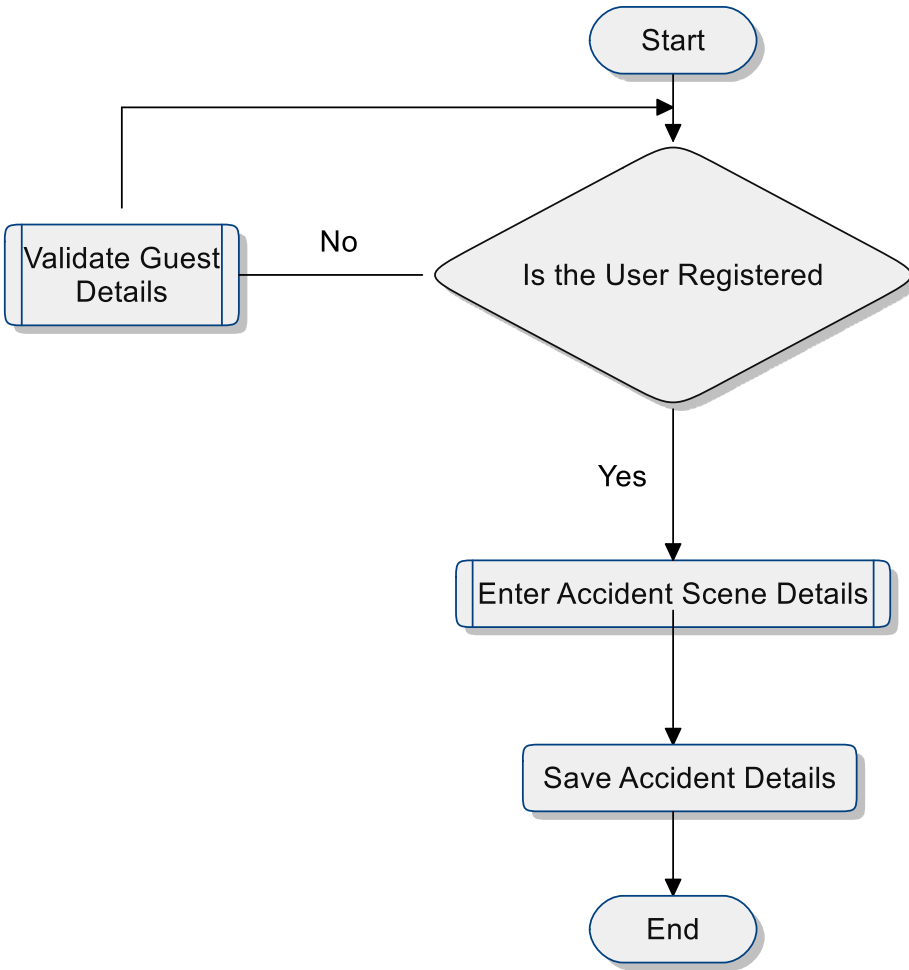 Start
No
Validate Guest
Details
Is the User Registered
Yes
Enter Accident Scene Details
Save Accident Details
End